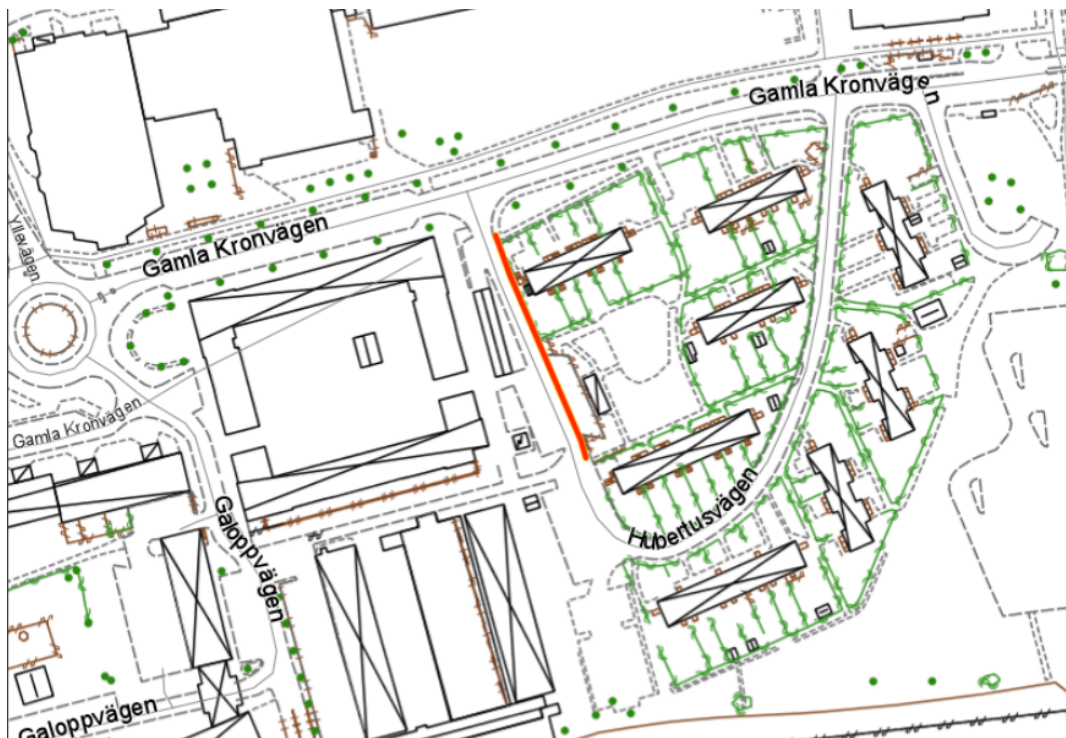 Gamla Kronvägen
Gamla Kronvägen
Yllevägen
Gamla Kronvägen
Galoppvägen
Hubertusvägen
Galoppvägen